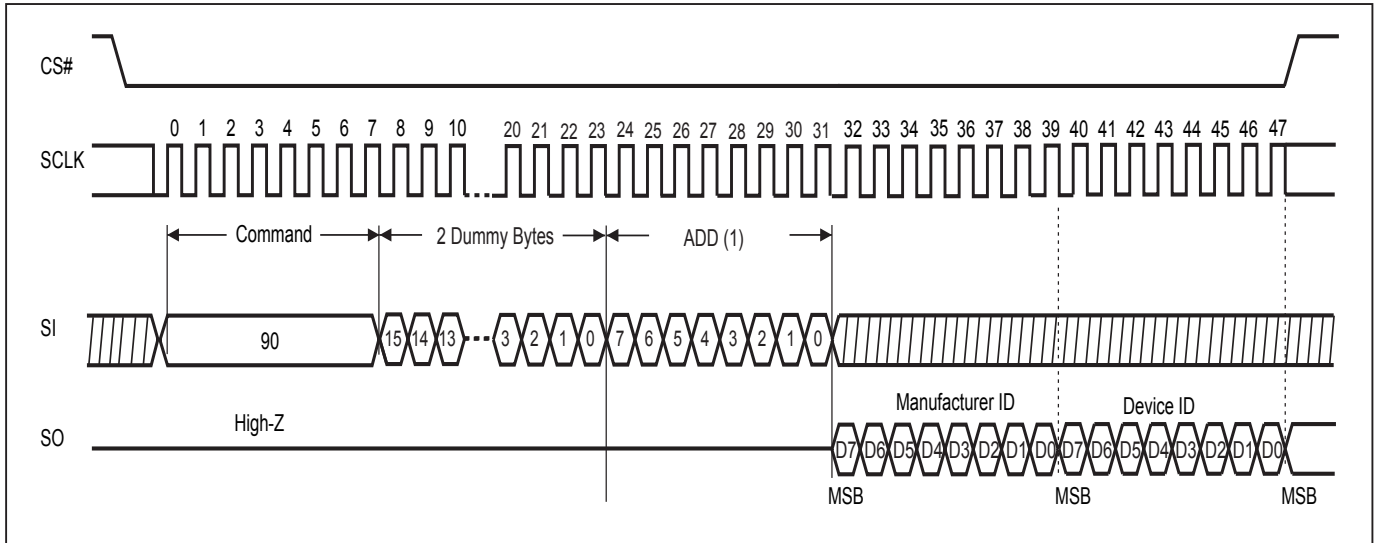 CS#
0 1 2 3 4 5 6 7 8 9 10 20 21 22 23 24 25 26 27 28 29 30 31 32 33 34 35 36 37 38 39 40 41 42 43 44 45 46 47
SCLK
Command 2 Dummy Bytes ADD (1)
SI 90 15 14 13 3 2 1 0 7 6 5 4 3 2 1 0
Manufacturer ID Device ID
High-Z
SO D7 D6 D5 D4 D3 D2 D1 D0 D7 D6 D5 D4 D3 D2 D1 D0
MSB MSB MSB